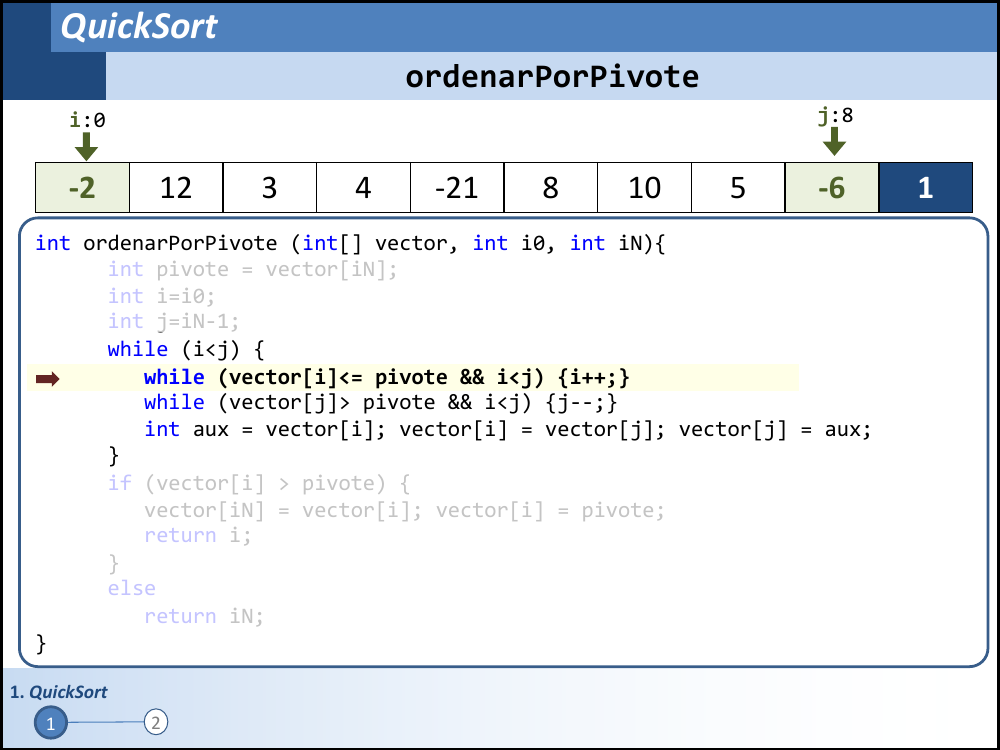 QuickSort
ordenarPorPivote
i:0 j:8
-2 12 3 4 -21 8 10 5 -6 1
int ordenarPorPivote (int[] vector, int i0, int iN){
int pivote = vector[iN];
int i=i0;
int j=iN-1;
while (i<j) {
while (vector[i]<= pivote && i<j) {i++;}
while (vector[j]> pivote && i<j) {j--;}
int aux = vector[i]; vector[i] = vector[j]; vector[j] = aux;
}
if (vector[i] > pivote) {
vector[iN] = vector[i]; vector[i] = pivote;
return i;
}
else
return iN;
}
1. QuickSort
1 2